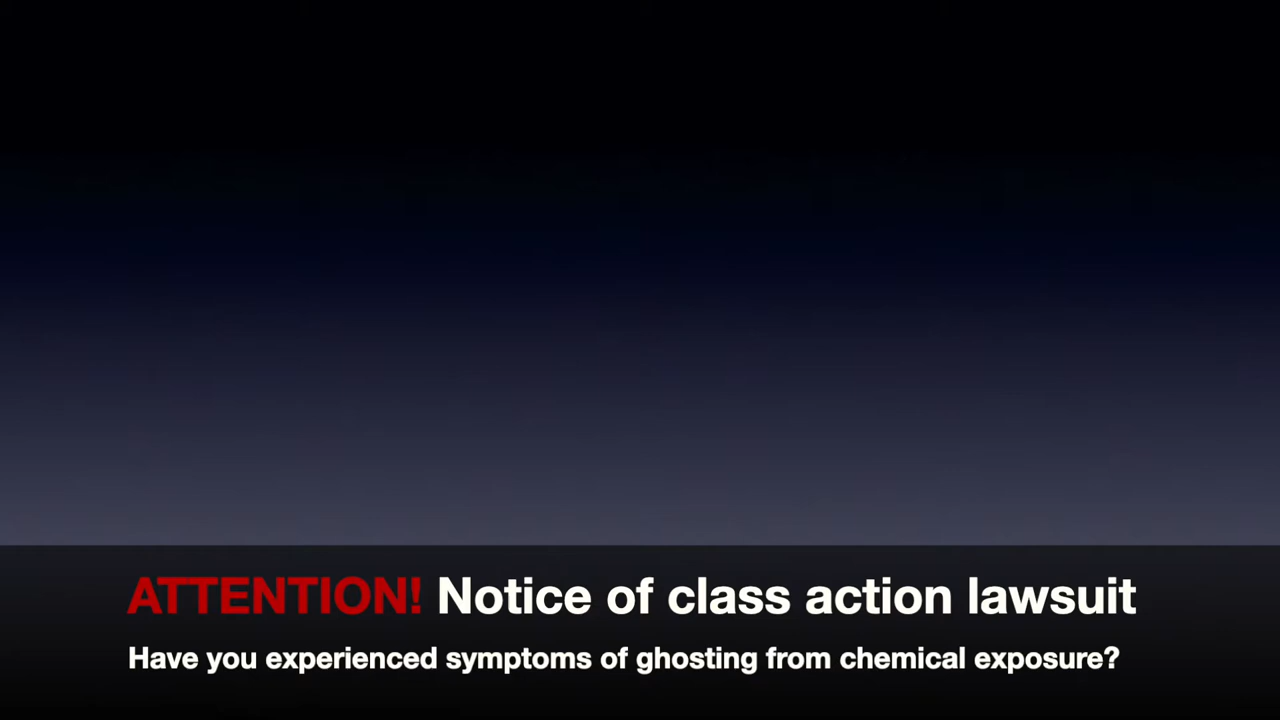 ATTENTION! Notice of class action lawsuit
Have you experienced symptoms of ghosting from chemical exposure?